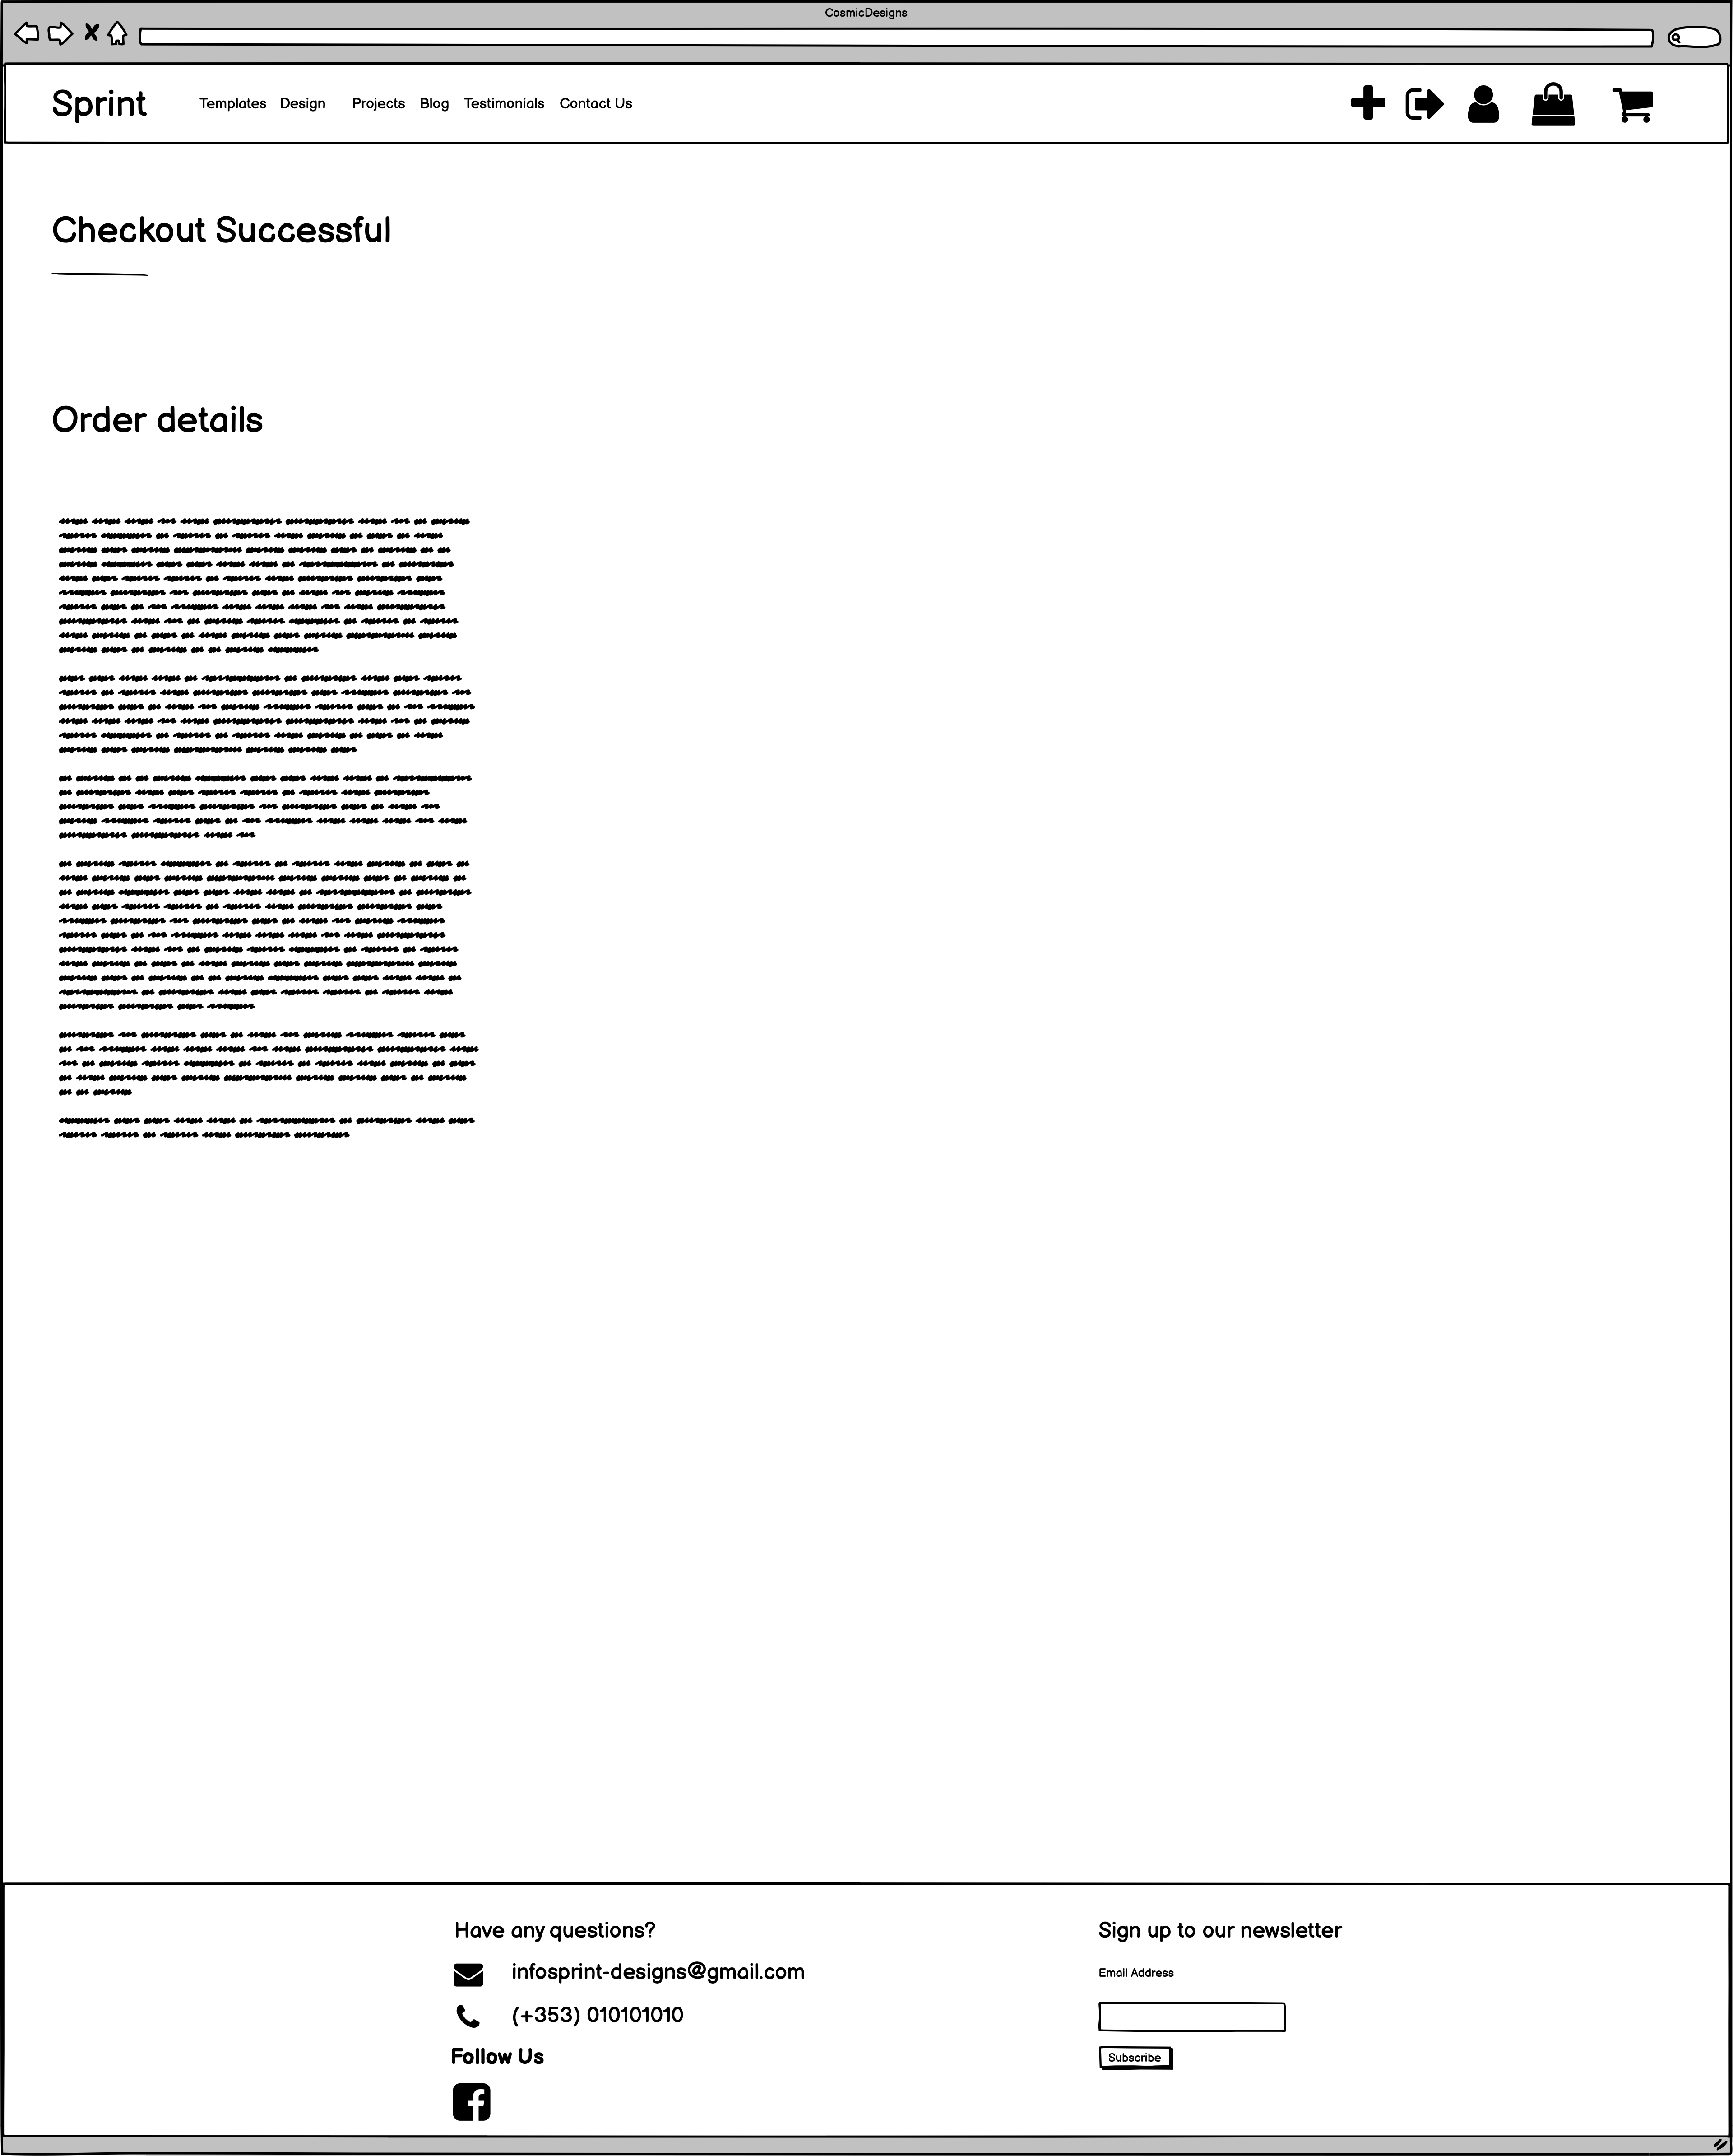 CosmicDesigns
Sprint Templates Design Projects Blog Testimonials Contact Us
Checkout Successful
Order details
Have any questions?
infosprint-designs@gmail.com
(+353) 010101010
Follow Us
Sign up to our newsletter
Email Address
Subscribe